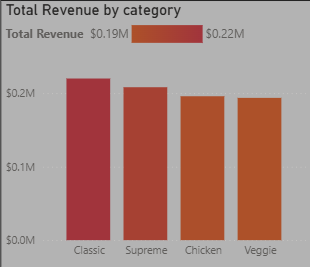 Total Revenue by category
Total Revenue $0.19M $0.22M
$0.2M
$0.1M
$0.0M
Classic Supreme Chicken Veggie